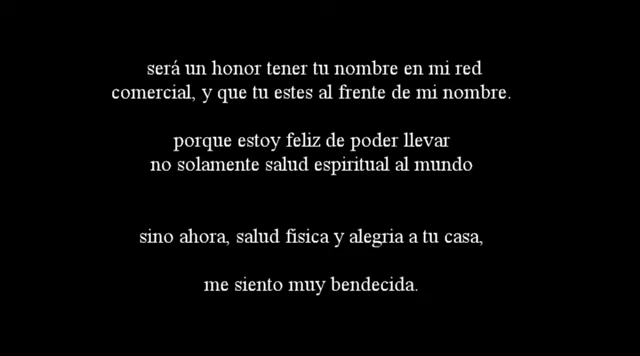 será un honor tener tu nombre en mi red
comercial, y que tu estes al frente de mi nombre.
porque estoy feliz de poder llevar
no solamente salud espiritual al mundo
sino ahora, salud fisica y alegria a tu casa,
me siento muy bendecida.